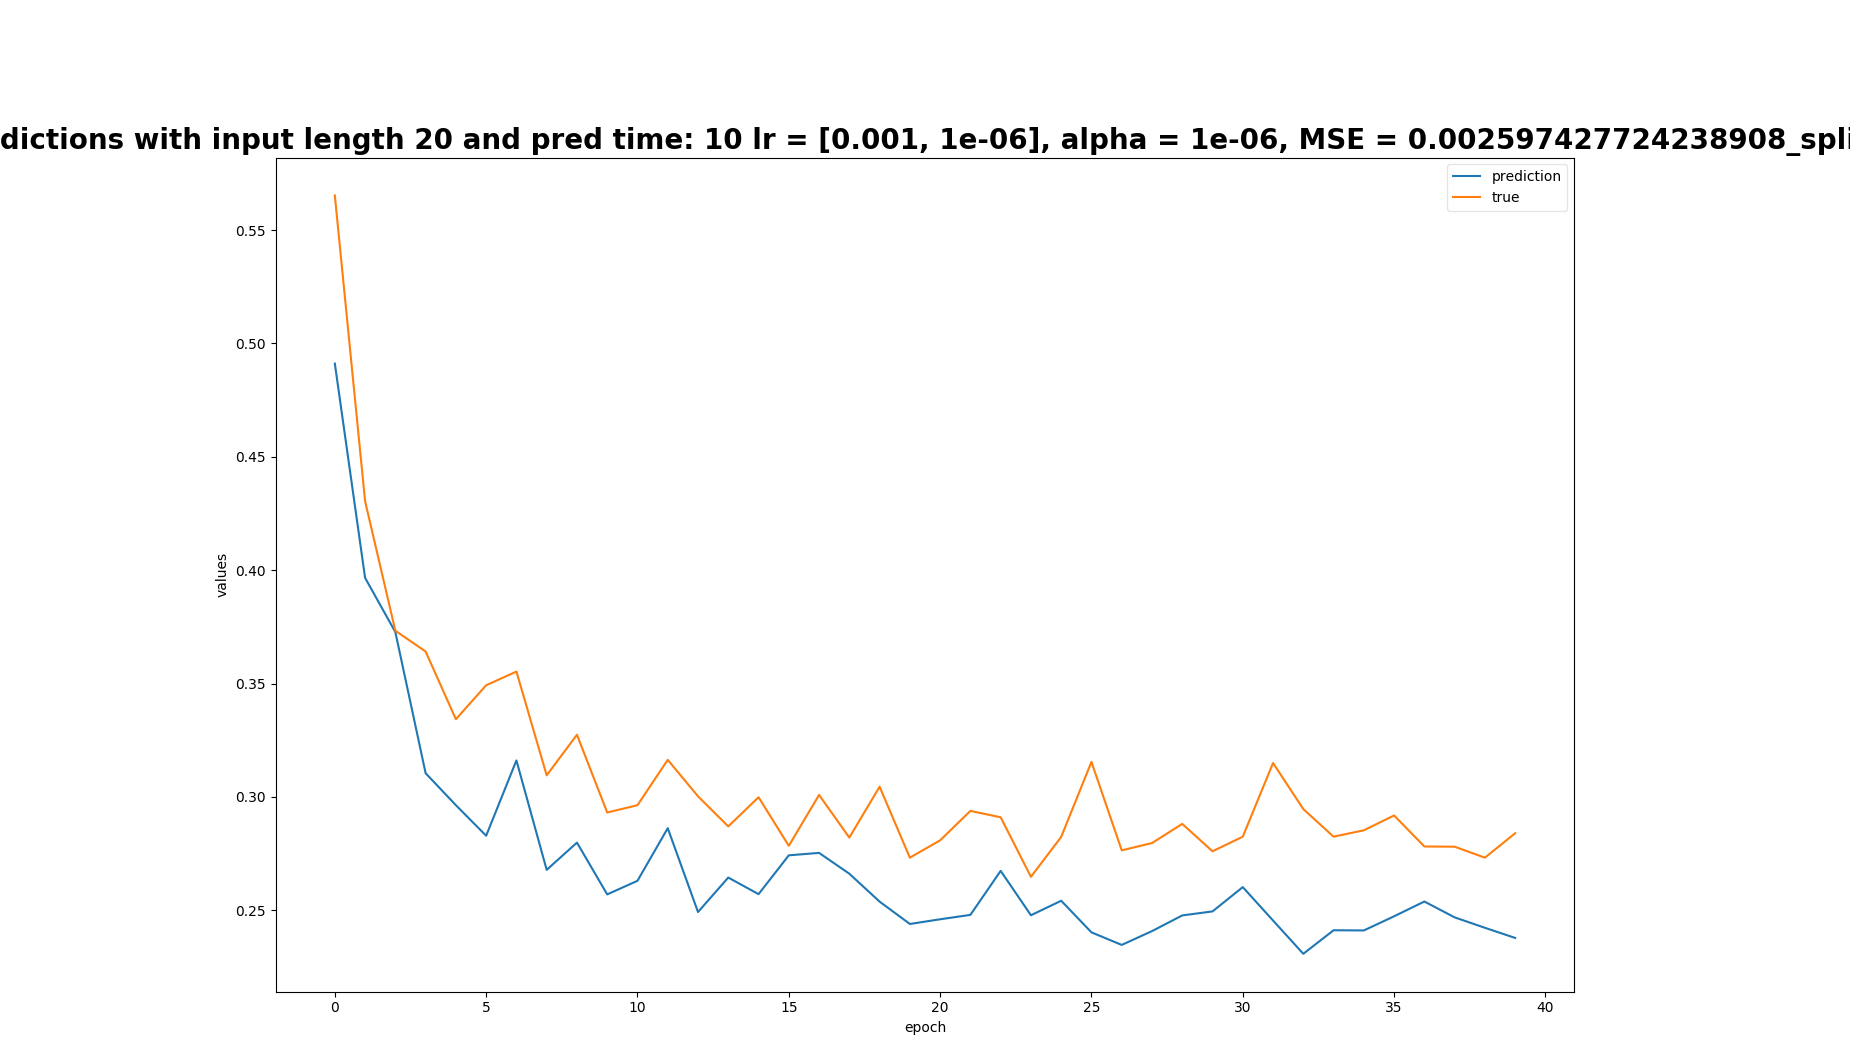 dictions with input length 20 and pred time: 10 lr = [0.001, 1e-06], alpha = 1e-06, MSE = 0.002597427724238908_spli
prediction
true
0.55
0.50
0.45
0.40
0.35
0.30
0.25
values
0 5 10 15 20 25 30 35 40
epoch